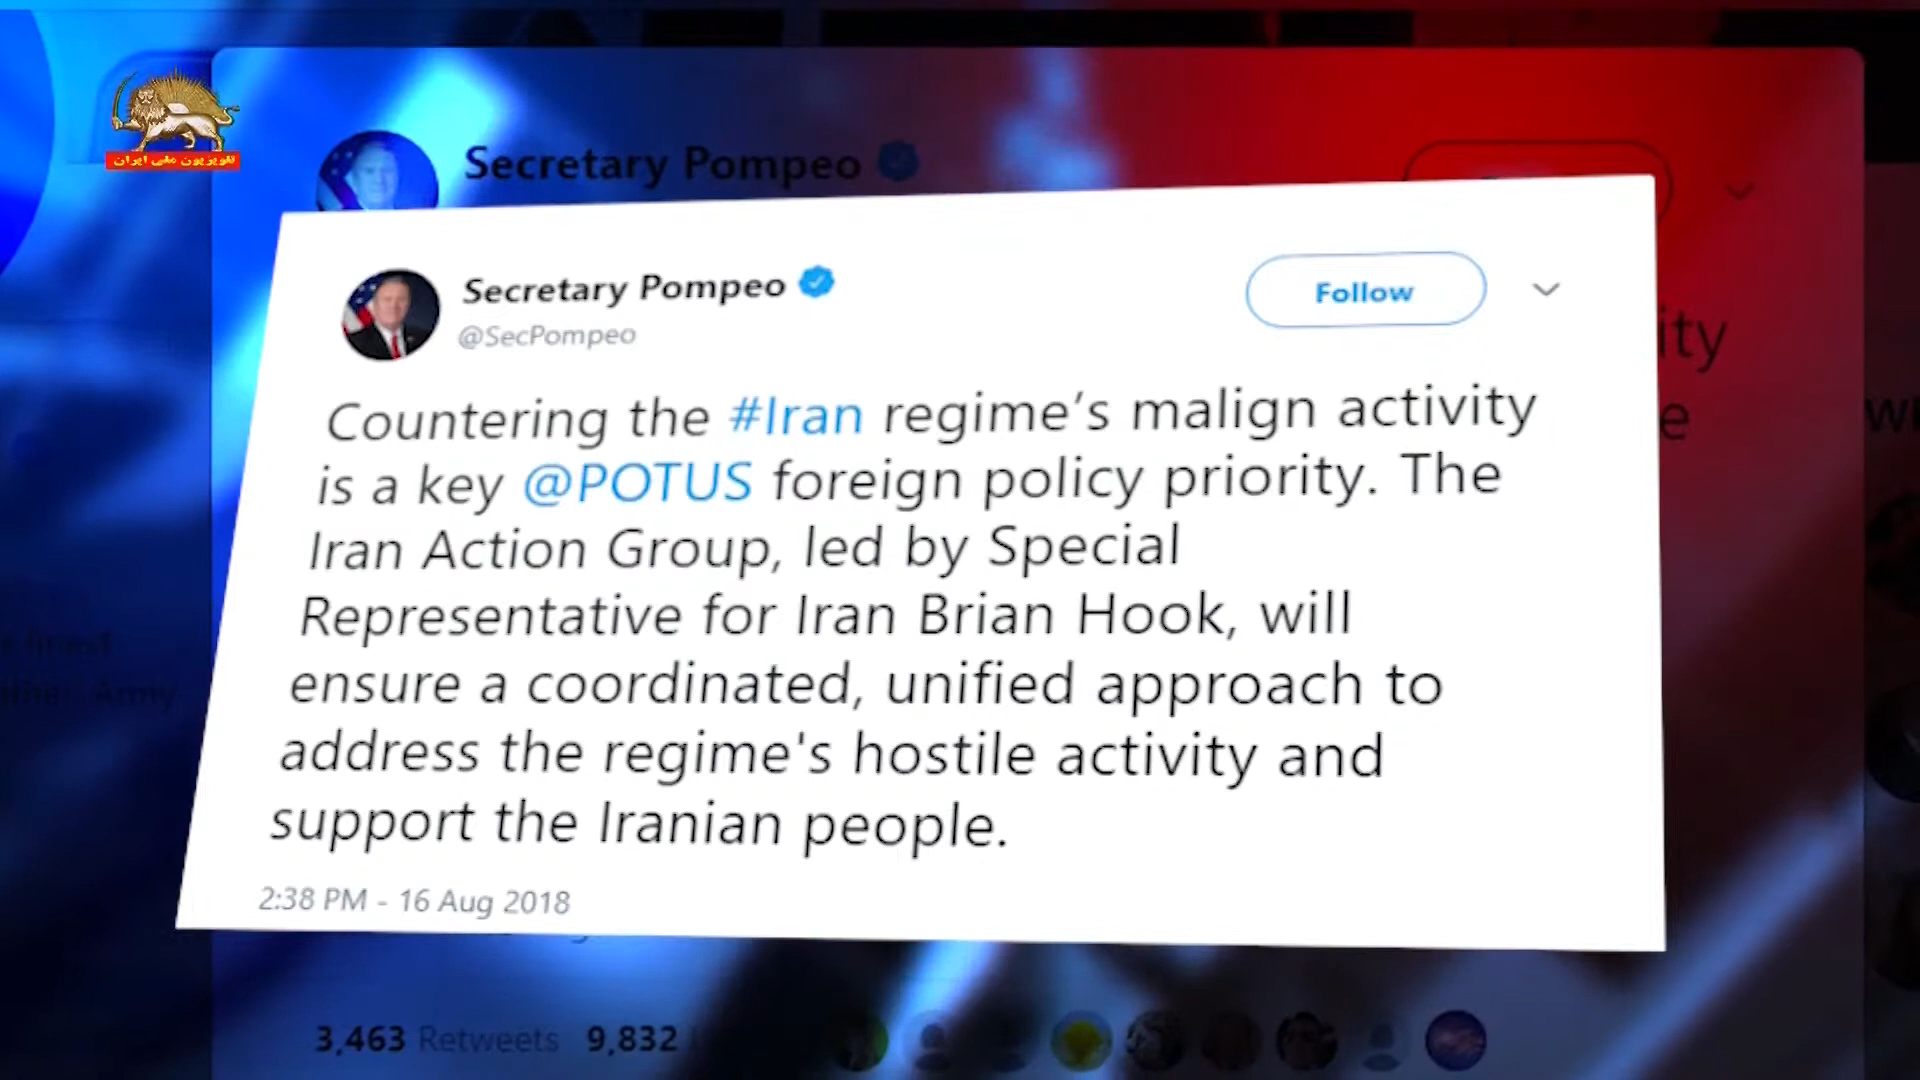 تلویزیون ملی ایران
Secretary Pompeo
Secretary Pompeo
@SecPompeo
Follow
Countering the #Iran regime’s malign activity
is a key @POTUS foreign policy priority. The
Iran Action Group, led by Special
Representative for Iran Brian Hook, will
ensure a coordinated, unified approach to
address the regime's hostile activity and
support the Iranian people.
2:38 PM - 16 Aug 2018
3,463 Retweets 9,832